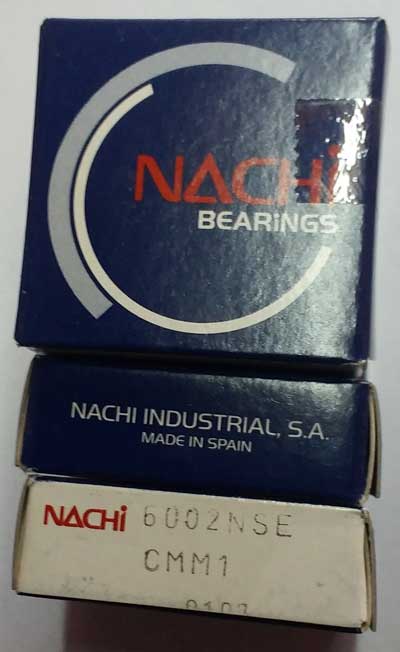 NACHi
BEARiNGS
NACHI INDUSTRIAL, S.A.
MADE IN SPAIN
NACHi 6002NSE
CMM1